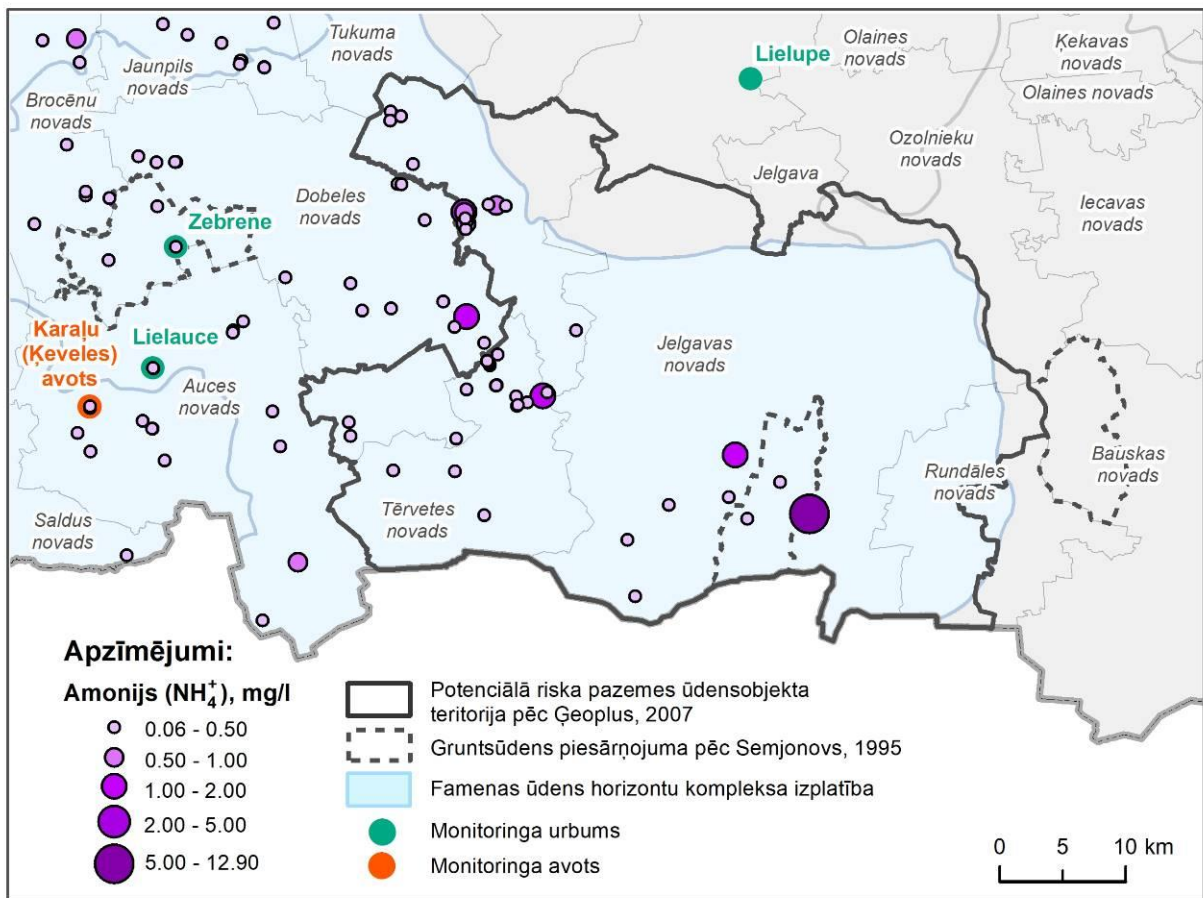 Tukuma
novads
Olaines
novads
Ķekavas
novads
Lielupe
Jaunpils
novads
Olaines novads
Brocēnu
novads
Ozolnieku
novads
Jelgava
Dobeles
novads
Iecavas
novads
Zebrene
Karaļu
(Ķeveles)
avots
Lielauce
Jelgavas
novads
Auces
novads
Bauskas
novads
Rundāles
novads
Tērvetes
novads
Saldus
novads
Apzīmējumi:
Amonijs (NH₄⁺), mg/l
0.06 - 0.50
0.50 - 1.00
1.00 - 2.00
2.00 - 5.00
5.00 - 12.90
Potenciālā riska pazemes ūdensobjekta
teritorija pēc Ģeoplus, 2007
Gruntsūdens piesārņojuma pēc Semjonovs, 1995
Famenas ūdens horizontu kompleksa izplatība
Monitoringa urbums
Monitoringa avots
0 5 10 km